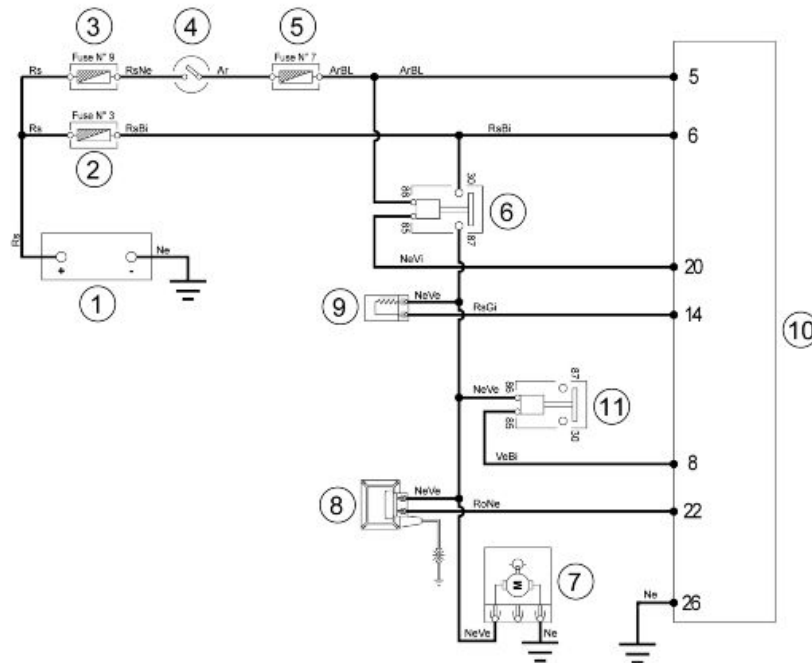 3 4 5
Fuse N° 9 Fuse N° 7
Rs RsNe Ar ArBL ArBL 5
Fuse N° 3
Rs RsBi RsBi 6
2
30
86 6
85 87
Rs Ne NeVi 20
+ -
1
9 NeVe RsGi 14
10
87
NeVe 86 11
85 30
VeBi 8
8 NeVe RoNe 22
M 7
Ne 26
NeVe Ne